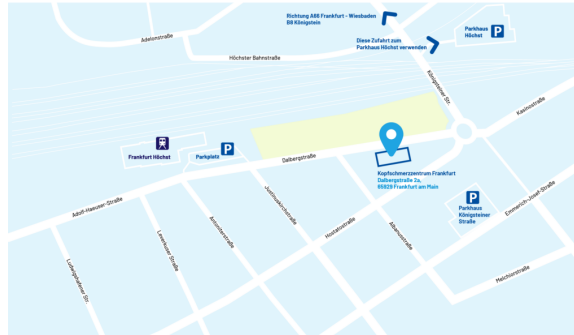 Richtung A66 Frankfurt - Wiesbaden
B8 Königstein
Adelonstraße
Diese Zufahrt zum
Parkhaus Höchst verwenden
Parkhaus
Höchst
P
Höchster Bahnstraße
Königsteiner Str.
Kasinostraße
Frankfurt Höchst
Parkplatz
P
Dalbergstraße
Kopfschmerzzentrum Frankfurt
Dalbergstraße 2a,
65929 Frankfurt am Main
P
Parkhaus
Königsteiner
Straße
Emmerich-Josef-Straße
Adolf-Haeuser-Straße
Justinuskirchstraße
Hostatostraße
Albanusstraße
Antoniterstraße
Leverkuser Straße
Ludwigshafener Str.
Melchiorstraße